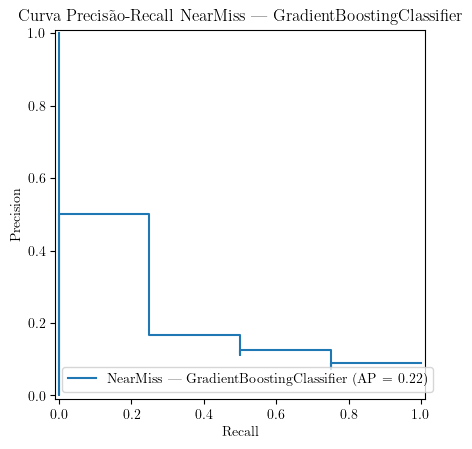 Curva Precisão-Recall NearMiss — GradientBoostingClassifier
1.0
0.8
0.6
0.4
0.2
0.0
Precision
NearMiss — GradientBoostingClassifier (AP = 0.22)
0.0 0.2 0.4 0.6 0.8 1.0
Recall